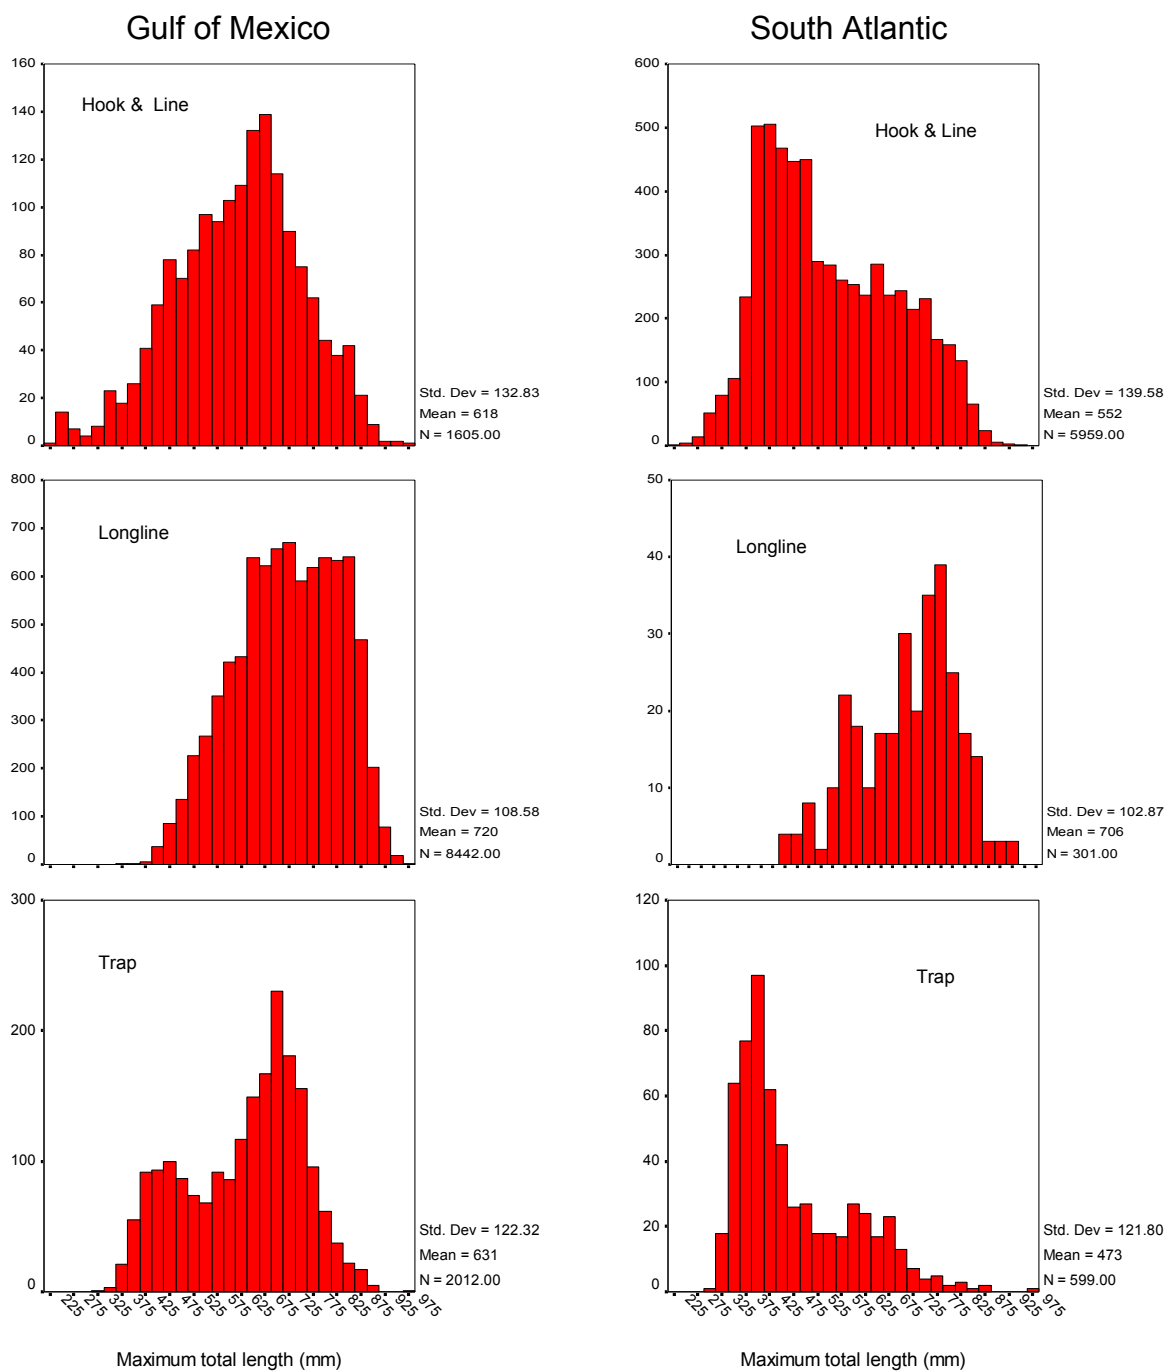 Gulf of Mexico
South Atlantic
160
140
120
100
80
60
40
20
0
Hook & Line
Std. Dev = 132.83
Mean = 618
N = 1605.00
600
500
400
300
200
100
0
Hook & Line
Std. Dev = 139.58
Mean = 552
N = 5959.00
800
700
600
500
400
300
200
100
0
Longline
Std. Dev = 108.58
Mean = 720
N = 8442.00
50
40
30
20
10
0
Longline
Std. Dev = 102.87
Mean = 706
N = 301.00
300
200
100
0
Trap
Std. Dev = 122.32
Mean = 631
N = 2012.00
225 275 325 375 425 475 525 575 625 675 725 775 825 875 925 975
Maximum total length (mm)
120
100
80
60
40
20
0
Trap
Std. Dev = 121.80
Mean = 473
N = 599.00
225 275 325 375 425 475 525 575 625 675 725 775 825 875 925 975
Maximum total length (mm)